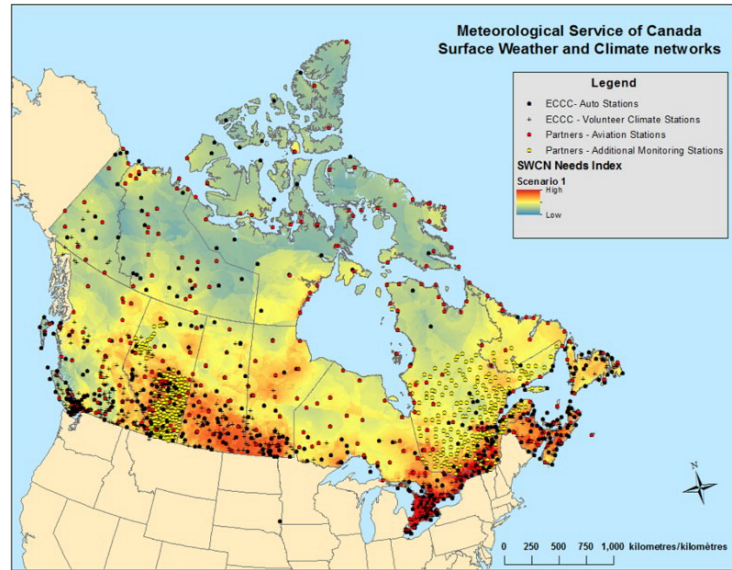 Meteorological Service of Canada
Surface Weather and Climate networks
Legend
ECCC- Auto Stations
ECCC - Volunteer Climate Stations
Partners - Aviation Stations
Partners - Additional Monitoring Stations
SWCN Needs Index
Scenario 1
High
Low
N
0 250 500 1,000 kilometres/kilomètres